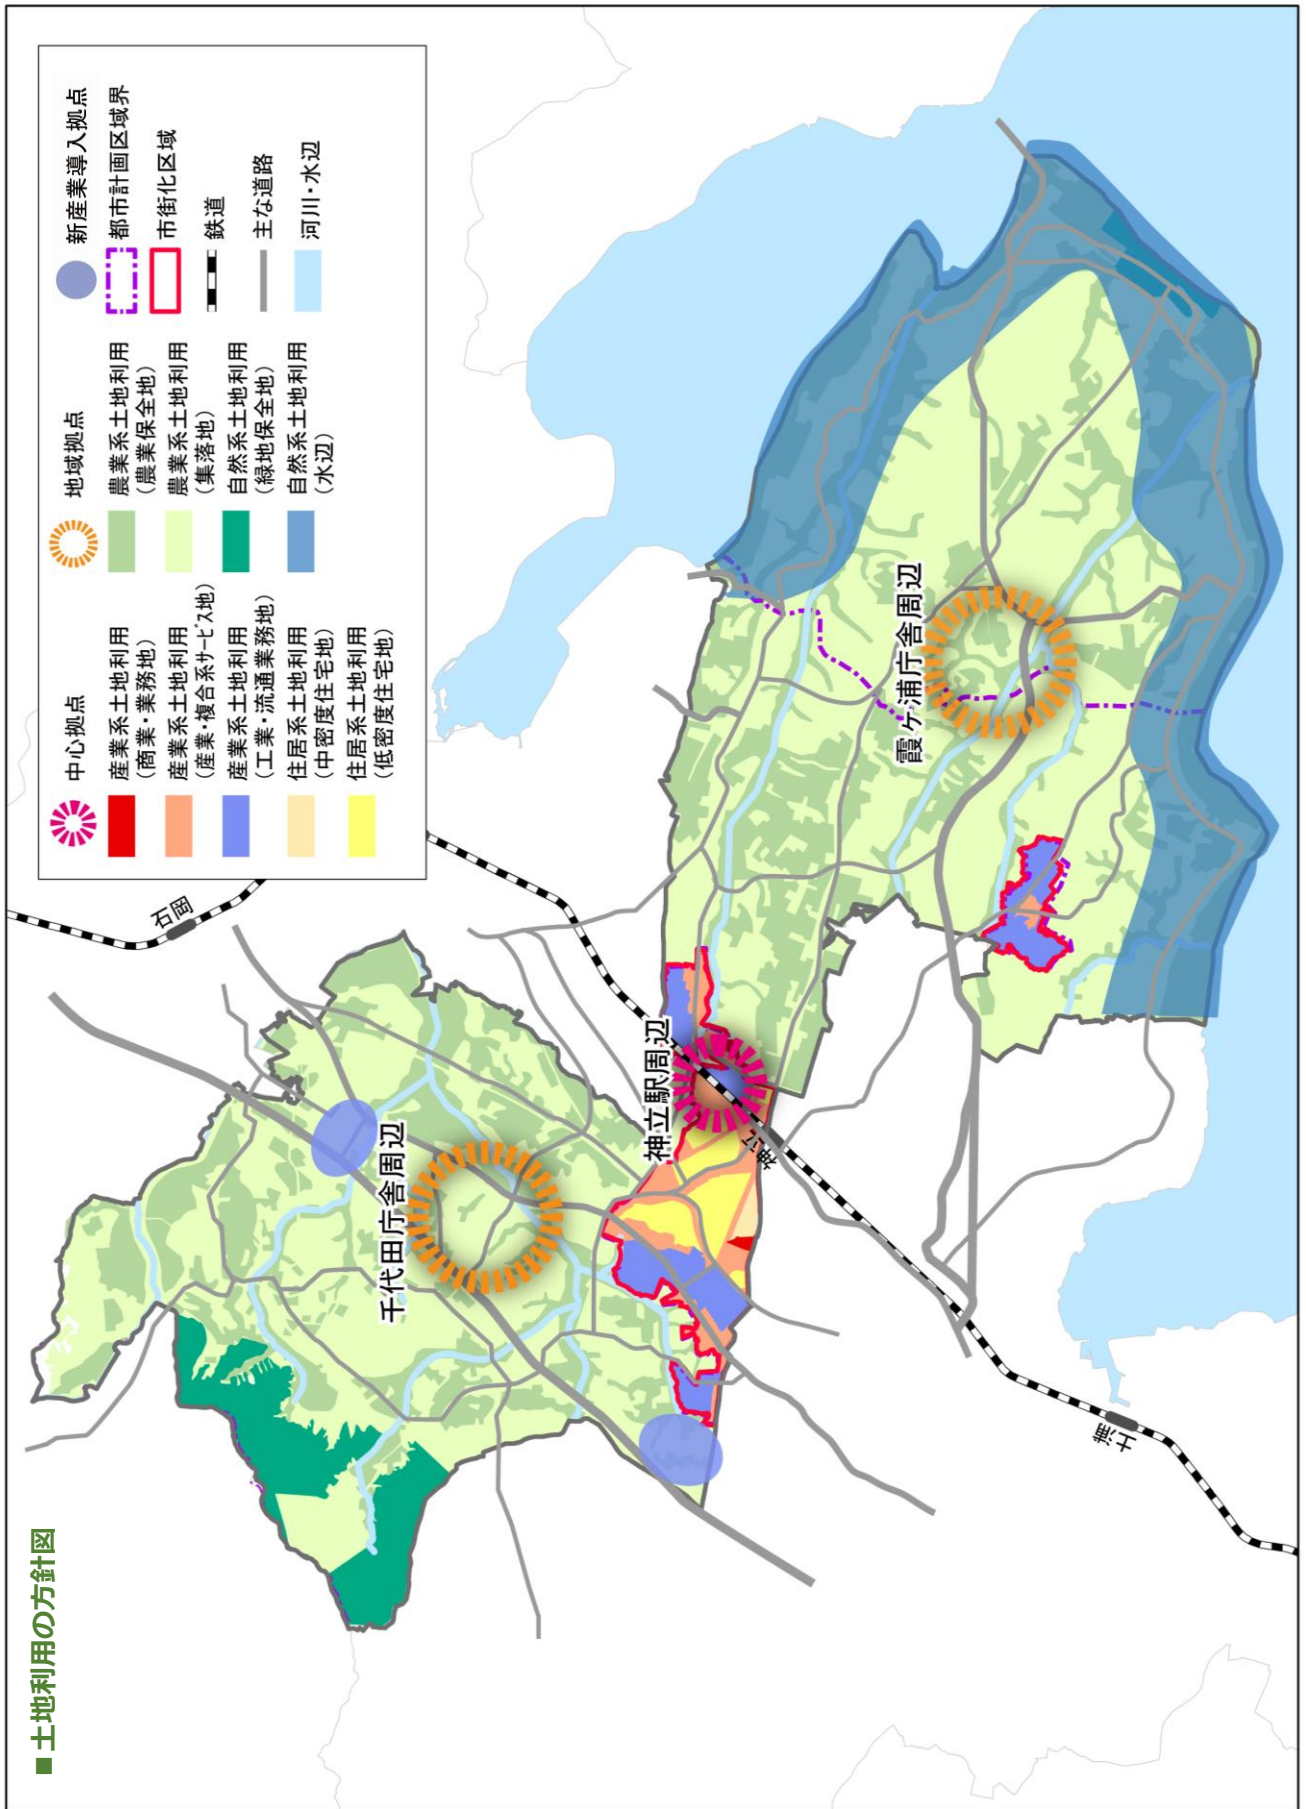 ■土地利用の方針図
中心拠点
産業系土地利用
（商業・業務地）
産業系土地利用
（産業・複合系サービス地）
産業系土地利用
（工業・流通業務地）
住居系土地利用
（中密度住宅地）
住居系土地利用
（低密度住宅地）
地域拠点
農業系土地利用
（農業保全地）
農業系土地利用
（集落地）
自然系土地利用
（緑地保全地）
自然系土地利用
（水辺）
新産業導入拠点
都市計画区域界
市街化区域
鉄道
主な道路
河川・水辺
石岡
千代田庁舎周辺
神立駅周辺
神立
霞ヶ浦庁舎周辺
土浦